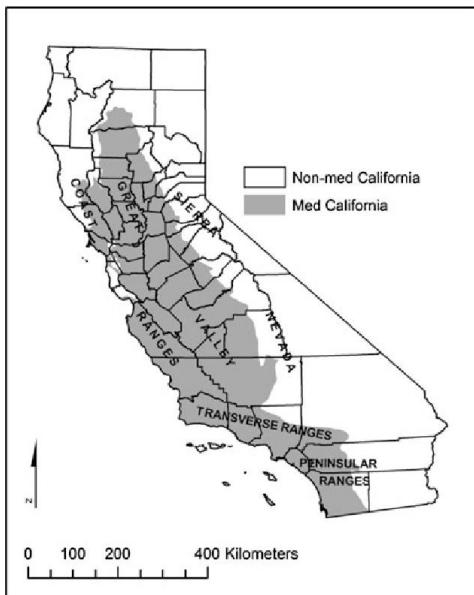 Non-med California
Med California
COAST
GREAT
SIERRA
RANGES
VALLEY
NEVADA
TRANSVERSE RANGES
PENINSULAR
RANGES
N
0 100 200 400 Kilometers